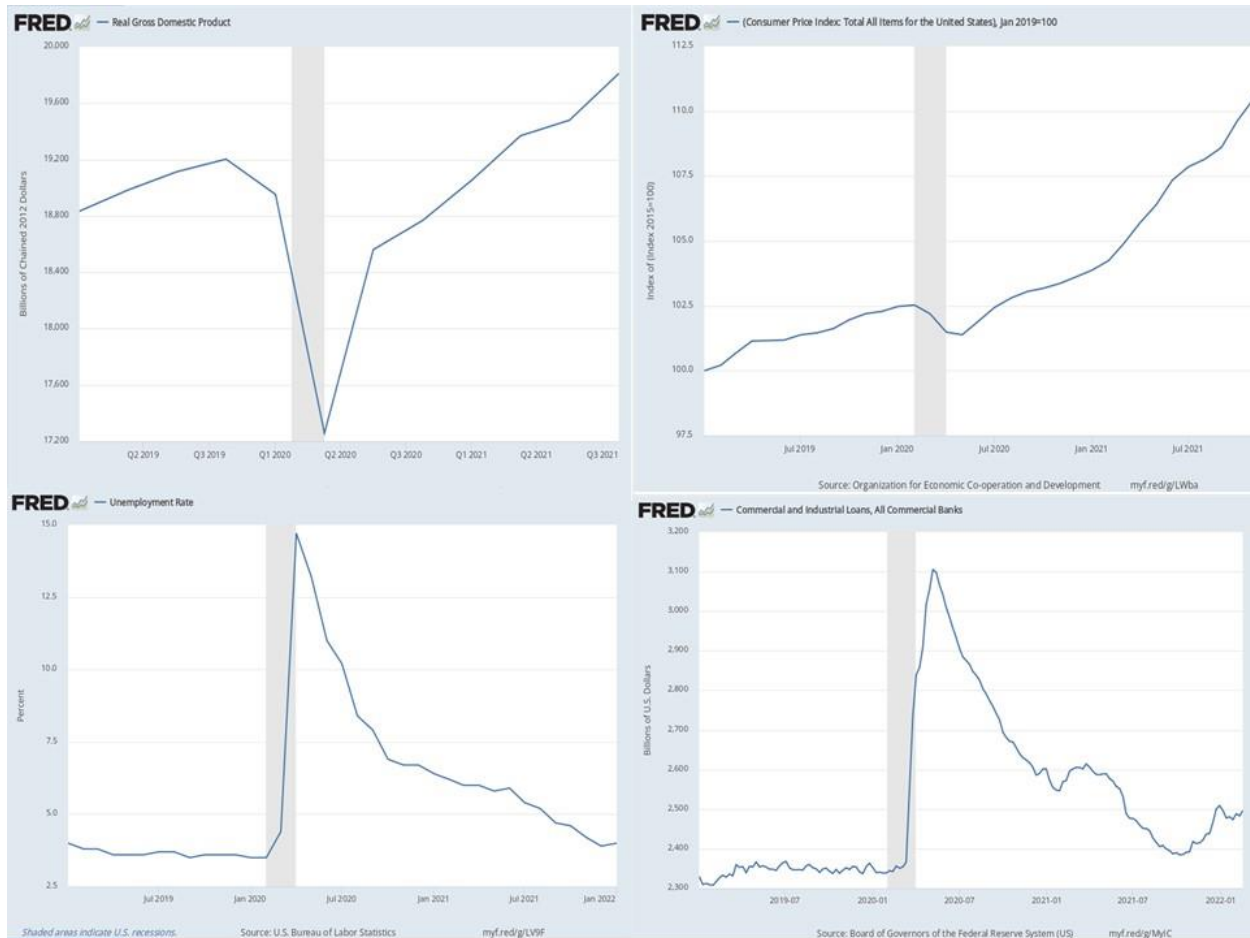 FRED — Real Gross Domestic Product
20,000
19,600
19,200
18,800
18,400
18,000
17,600
17,200
Billions of Chained 2012 Dollars
Q2 2019 Q3 2019 Q1 2020 Q2 2020 Q3 2020 Q1 2021 Q2 2021 Q3 2021
FRED — (Consumer Price Index: Total All Items for the United States), Jan 2019=100
112.5
110.0
107.5
105.0
102.5
100.0
97.5
Index of (Index 2015=100)
Jul 2019 Jan 2020 Jul 2020 Jan 2021 Jul 2021
Source: Organization for Economic Co-operation and Development myf.red/g/LWba
FRED — Unemployment Rate
15.0
12.5
10.0
7.5
5.0
2.5
Percent
Jul 2019 Jan 2020 Jul 2020 Jan 2021 Jul 2021 Jan 2022
Shaded areas indicate U.S. recessions. Source: U.S. Bureau of Labor Statistics myf.red/g/LV9F
FRED — Commercial and Industrial Loans, All Commercial Banks
3,200
3,100
3,000
2,900
2,800
2,700
2,600
2,500
2,400
2,300
Billions of U.S. Dollars
2019-07 2020-01 2020-07 2021-01 2021-07 2022-01
Source: Board of Governors of the Federal Reserve System (US) myf.red/g/MyIC